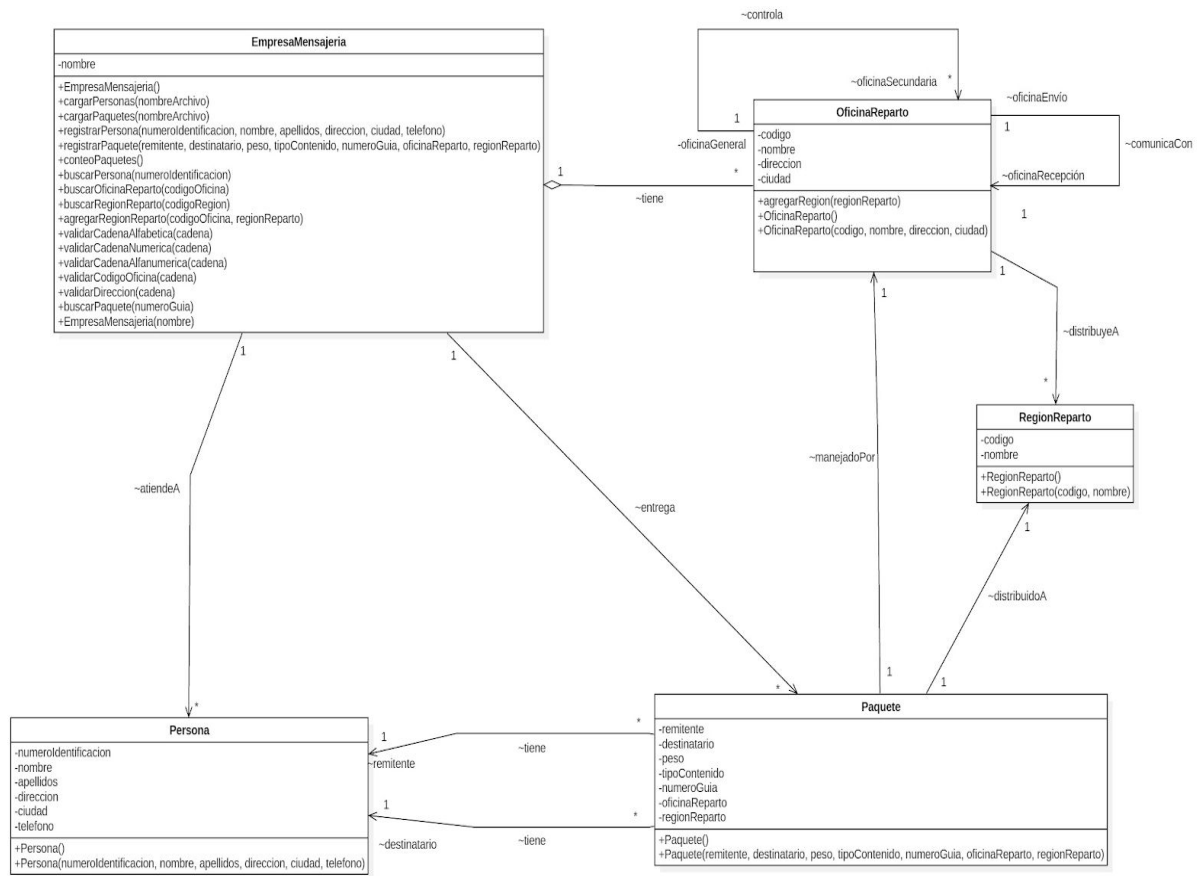 ~controla
EmpresaMensajeria
-nombre
+EmpresaMensajeria()
+cargarPersonas(nombreArchivo)
+cargarPaquetes(nombreArchivo)
+registrarPersona(numeroIdentificacion, nombre, apellidos, direccion, ciudad, telefono)
+registrarPaquete(remitente, destinatario, peso, tipoContenido, numeroGuia, oficinaReparto, regionReparto)
+conteoPaquetes()
+buscarPersona(numeroIdentificacion)
+buscarOficinaReparto(codigoOficina)
+buscarRegionReparto(codigoRegion)
+agregarRegionReparto(codigoOficina, regionReparto)
+validarCadenaAlfabetica(cadena)
+validarCadenaNumerica(cadena)
+validarCadenaAlfanumerica(cadena)
+validarCodigoOficina(cadena)
+validarDireccion(cadena)
+buscarPaquete(numeroGuia)
+EmpresaMensajeria(nombre)
~oficinaSecundaria
*
1
-oficinaGeneral
1
*
~tiene
OficinaReparto
-codigo
-nombre
-direccion
-ciudad
+agregarRegion(regionReparto)
+OficinaReparto()
+OficinaReparto(codigo, nombre, direccion, ciudad)
~oficinaEnvío
1
~comunicaCon
~oficinaRecepción
1
1
~distribuyeA
*
1
RegionReparto
-codigo
-nombre
+RegionReparto()
+RegionReparto(codigo, nombre)
1
~atiendeA
*
1
~entrega
*
~manejadoPor
1
1
~distribuidoA
1
Persona
-numeroIdentificacion
-nombre
-apellidos
-direccion
-ciudad
-telefono
+Persona()
+Persona(numeroIdentificacion, nombre, apellidos, direccion, ciudad, telefono)
1
~remitente
~tiene
*
1
~destinatario
~tiene
*
Paquete
-remitente
-destinatario
-peso
-tipoContenido
-numeroGuia
-oficinaReparto
-regionReparto
+Paquete()
+Paquete(remitente, destinatario, peso, tipoContenido, numeroGuia, oficinaReparto, regionReparto)